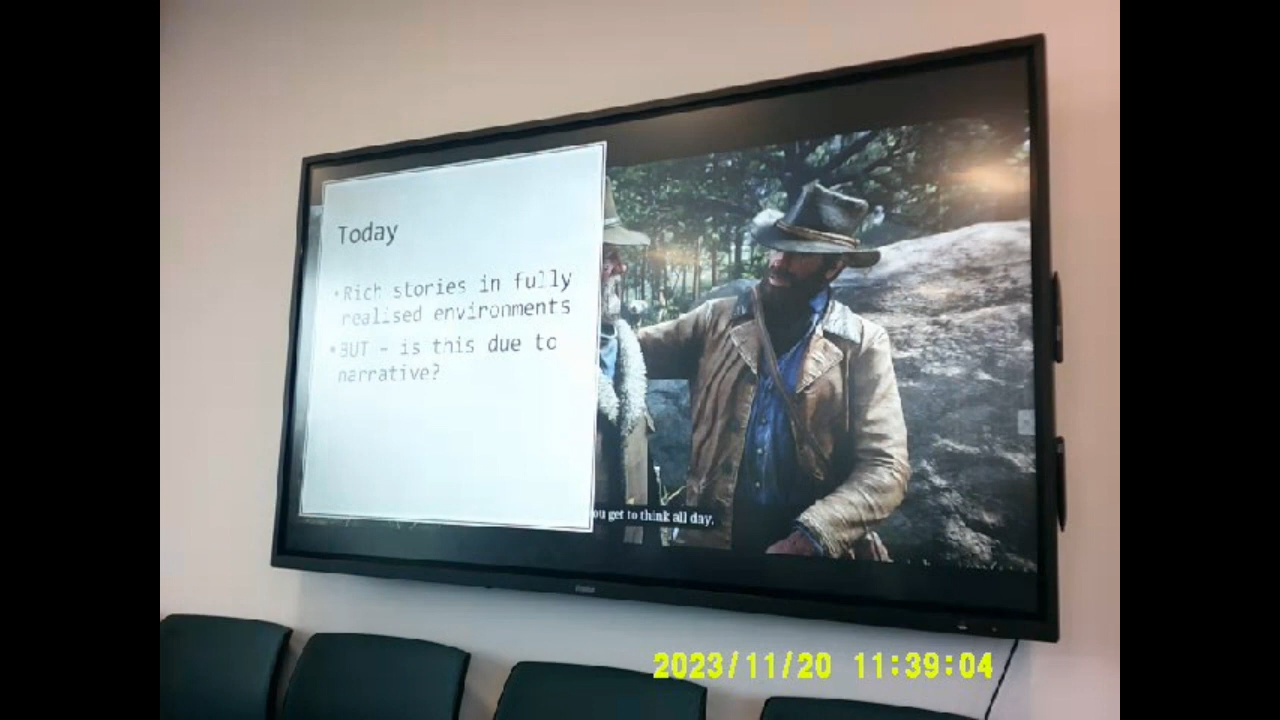 Today
•Rich stories in fully
realised environments
•BUT – is this due to
narrative?
ou get to think all day.
2023/11/20 11:39:04